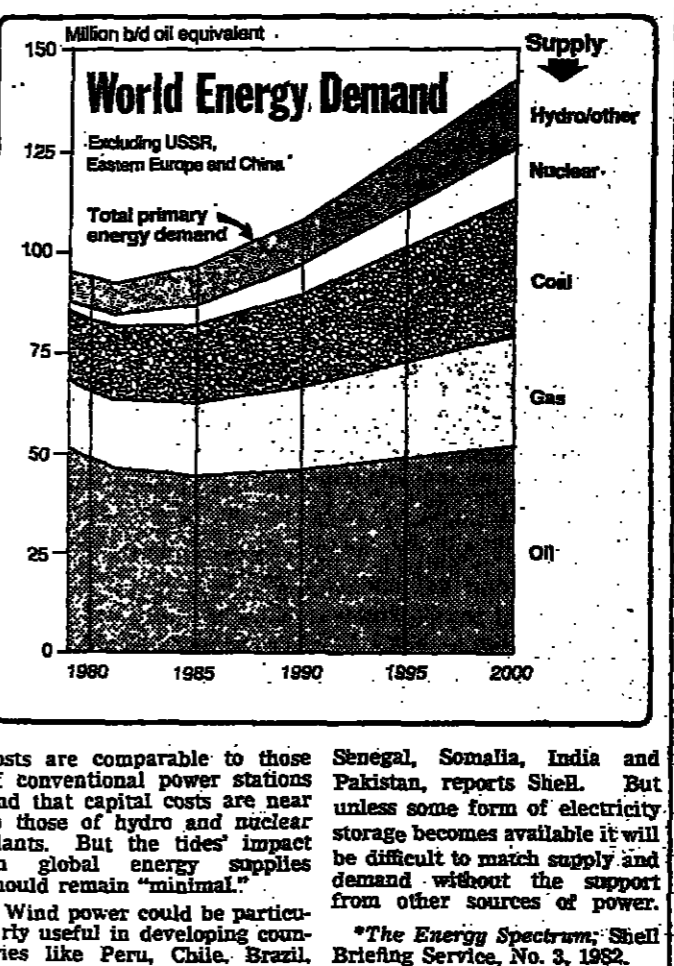 Million b/d oil equivalent
150
125
100
75
50
25
0
World Energy Demand
Excluding USSR,
Eastern Europe and China
Total primary
energy demand
Supply
Hydro/other
Nuclear
Coal
Gas
Oil
1980 1985 1990 1995 2000
osts are comparable to those
f conventional power stations
nd that capital costs are near
o those of hydro and nuclear
lants. But the tides' impact
n global energy supplies
hould remain "minimal."
Wind power could be particu-
rly useful in developing coun-
ries like Peru, Chile, Brazil,
Senegal, Somalia, India and
Pakistan, reports Shell. But
unless some form of electricity
storage becomes available it will
be difficult to match supply and
demand without the support
from other sources of power.
*The Energy Spectrum; Shell
Briefing Service, No. 3, 1982.